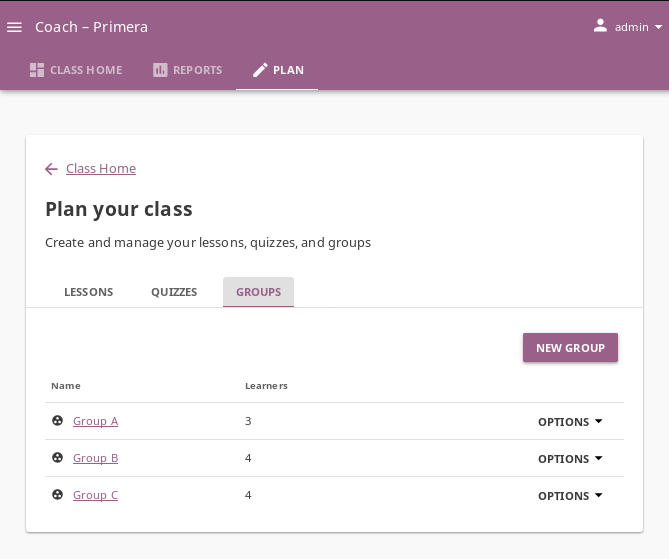 Coach – Primera
admin
CLASS HOME
REPORTS
PLAN
Class Home
Plan your class
Create and manage your lessons, quizzes, and groups
LESSONS
QUIZZES
GROUPS
NEW GROUP
Name Learners
Group A 3 OPTIONS
Group B 4 OPTIONS
Group C 4 OPTIONS